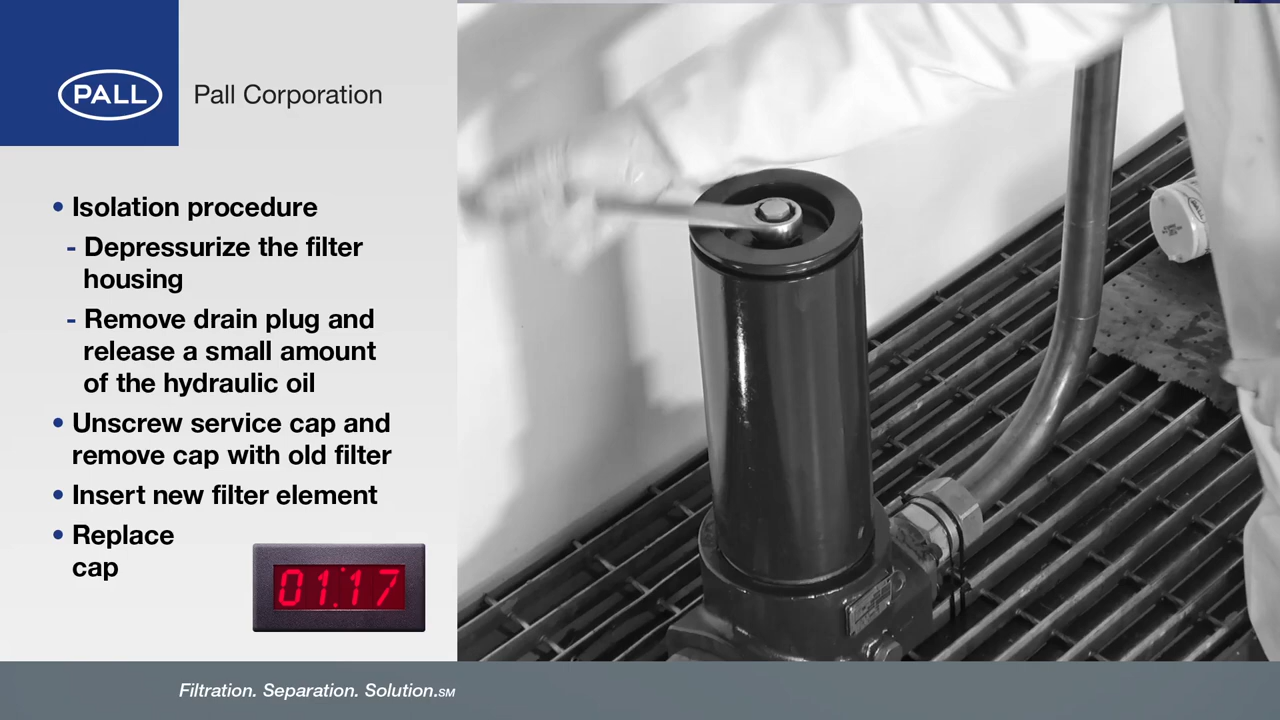 PALL
Pall Corporation
• Isolation procedure
- Depressurize the filter
housing
- Remove drain plug and
release a small amount
of the hydraulic oil
• Unscrew service cap and
remove cap with old filter
• Insert new filter element
• Replace
cap
01:17
Filtration. Separation. Solution.SM